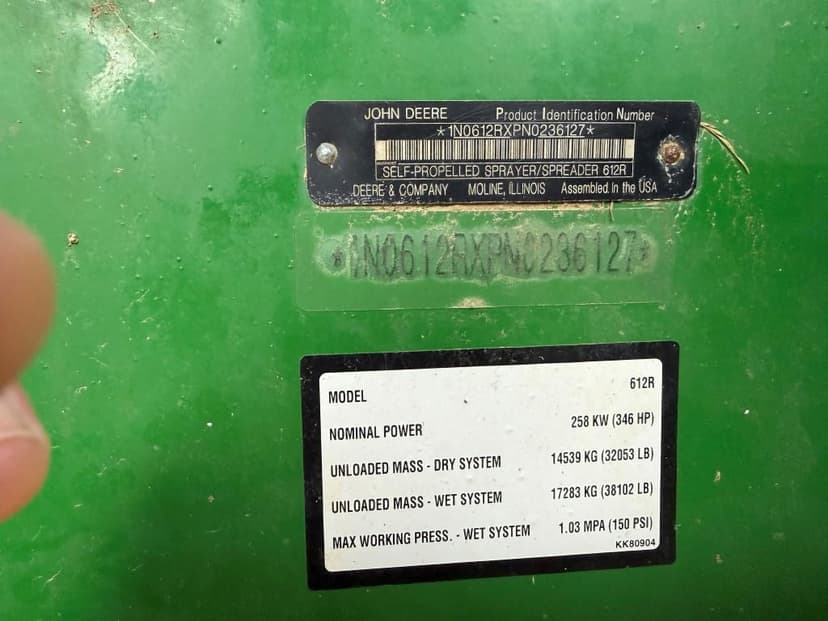 JOHN DEERE Product Identification Number
*1N0612RXPN0236127*
SELF-PROPELLED SPRAYER/SPREADER 612R
DEERE & COMPANY MOLINE, ILLINOIS Assembled in the USA
*1N0612RXPN0236127*
MODEL 612R
NOMINAL POWER 258 KW (346 HP)
UNLOADED MASS - DRY SYSTEM 14539 KG (32053 LB)
UNLOADED MASS - WET SYSTEM 17283 KG (38102 LB)
MAX WORKING PRESS. - WET SYSTEM 1.03 MPA (150 PSI)
KK80904